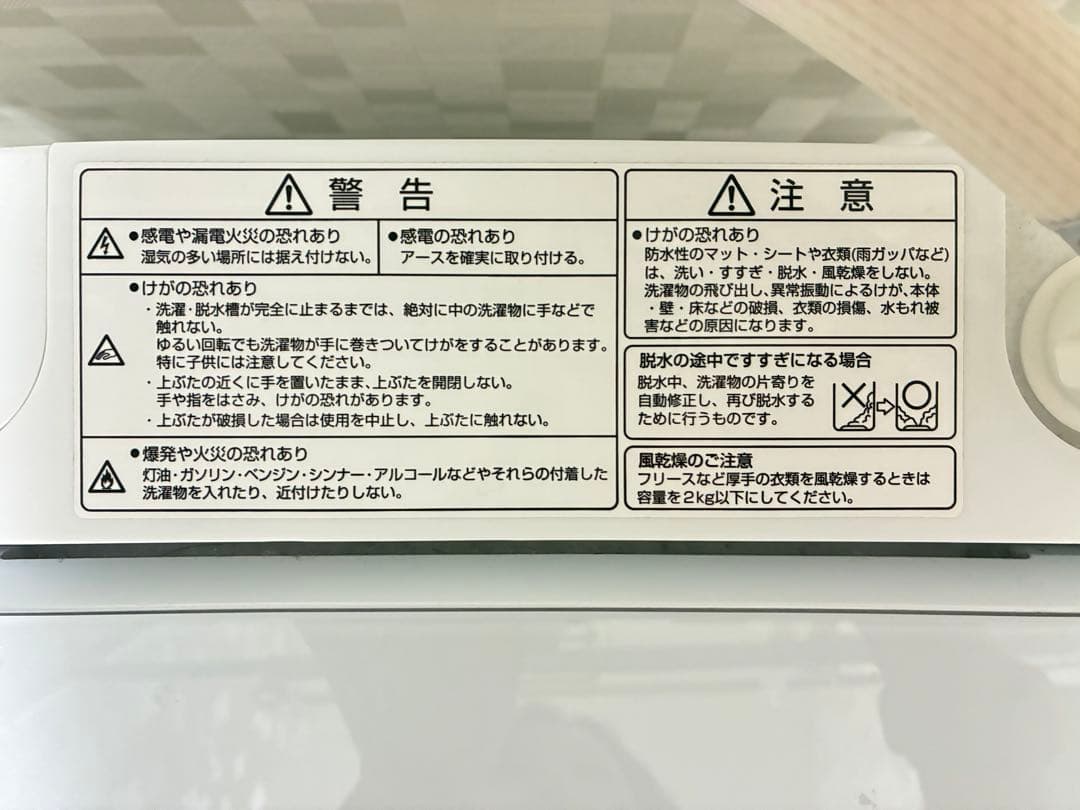 警告
●感電や漏電火災の恐れあり
湿気の多い場所には据え付けない。
●感電の恐れあり
アースを確実に取り付ける。
●けがの恐れあり
・洗濯・脱水槽が完全に止まるまでは、絶対に中の洗濯物に手などで
触れない。
ゆるい回転でも洗濯物が手に巻きついてけがをすることがあります。
特に子供には注意してください。
・上ぶたの近くに手を置いたまま、上ぶたを開閉しない。
手や指をはさみ、けがの恐れがあります。
・上ぶたが破損した場合は使用を中止し、上ぶたに触れない。
●爆発や火災の恐れあり
灯油・ガソリン・ベンジン・シンナー・アルコールなどやそれらの付着した
洗濯物を入れたり、近付けたりしない。
注意
●けがの恐れあり
防水性のマット・シートや衣類(雨ガッパなど)
は、洗い・すすぎ・脱水・風乾燥をしない。
洗濯物の飛び出し、異常振動によるけが、本体
・壁・床などの破損、衣類の損傷、水もれ被
害などの原因になります。
脱水の途中ですすぎになる場合
脱水中、洗濯物の片寄りを
自動修正し、再び脱水する
ために行うものです。
風乾燥のご注意
フリースなど厚手の衣類を風乾燥するときは
容量を2kg以下にしてください。